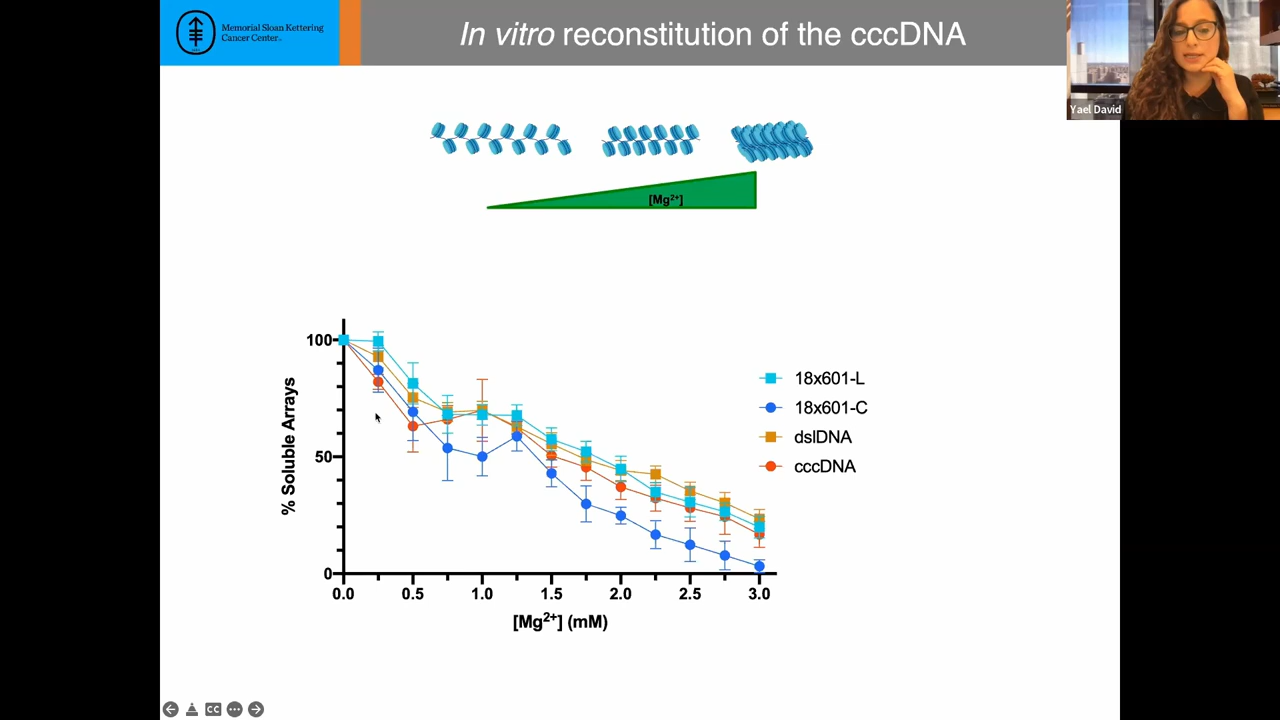 Memorial Sloan Kettering
Cancer Center
In vitro reconstitution of the cccDNA
Yael David
[Mg²⁺]
% Soluble Arrays
100
50
0
0.0 0.5 1.0 1.5 2.0 2.5 3.0
[Mg²⁺] (mM)
18x601-L
18x601-C
dslDNA
cccDNA
CC